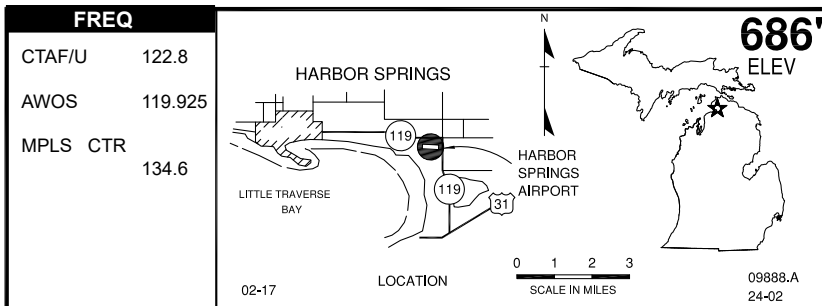 FREQ
CTAF/U 122.8
AWOS 119.925
MPLS CTR
134.6
N
686'
ELEV
HARBOR SPRINGS
119
HARBOR
SPRINGS
AIRPORT
119
31
LITTLE TRAVERSE
BAY
0 1 2 3
SCALE IN MILES
LOCATION
02-17
09888.A
24-02